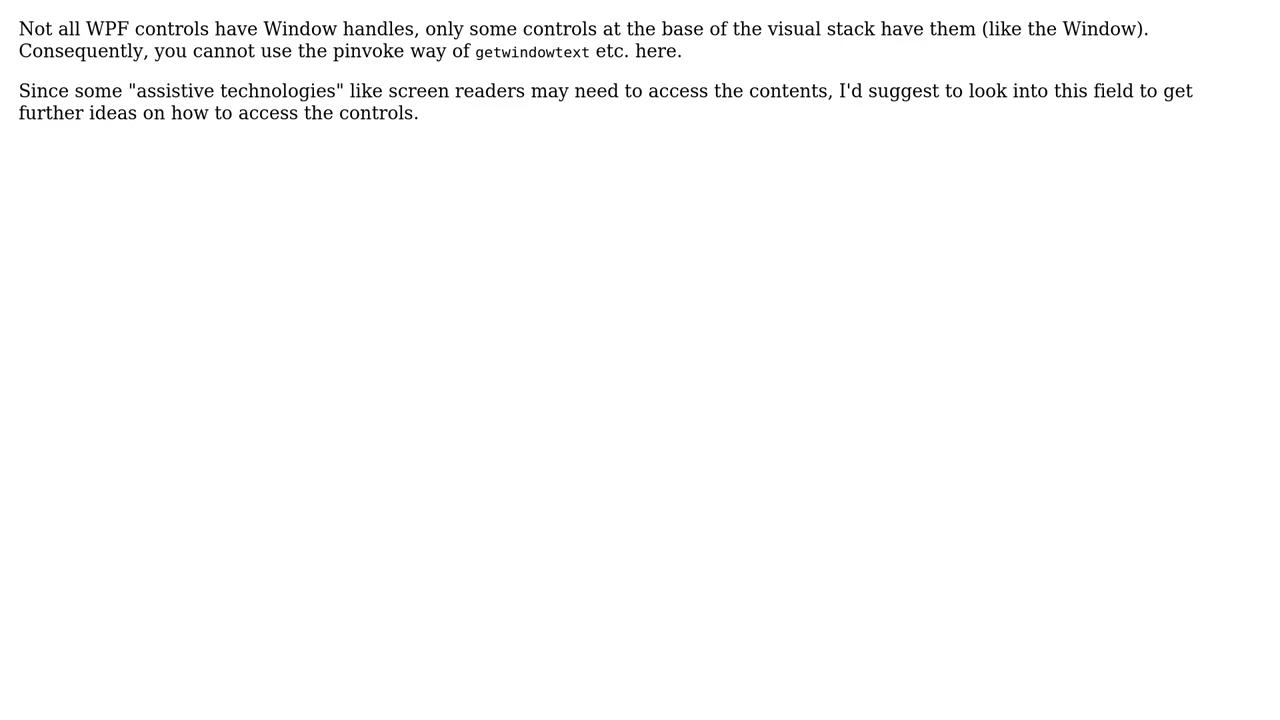 Not all WPF controls have Window handles, only some controls at the base of the visual stack have them (like the Window).
Consequently, you cannot use the pinvoke way of getwindowtext etc. here.
Since some "assistive technologies" like screen readers may need to access the contents, I'd suggest to look into this field to get
further ideas on how to access the controls.